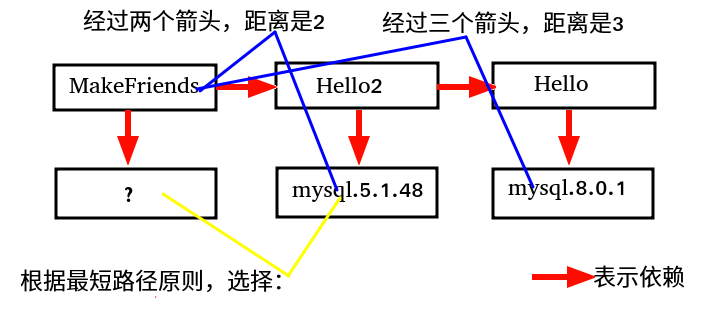 经过两个箭头，距离是2
经过三个箭头，距离是3
MakeFriends
Hello2
Hello
?
mysql.5.1.48
mysql.8.0.1
根据最短路径原则，选择：
表示依赖